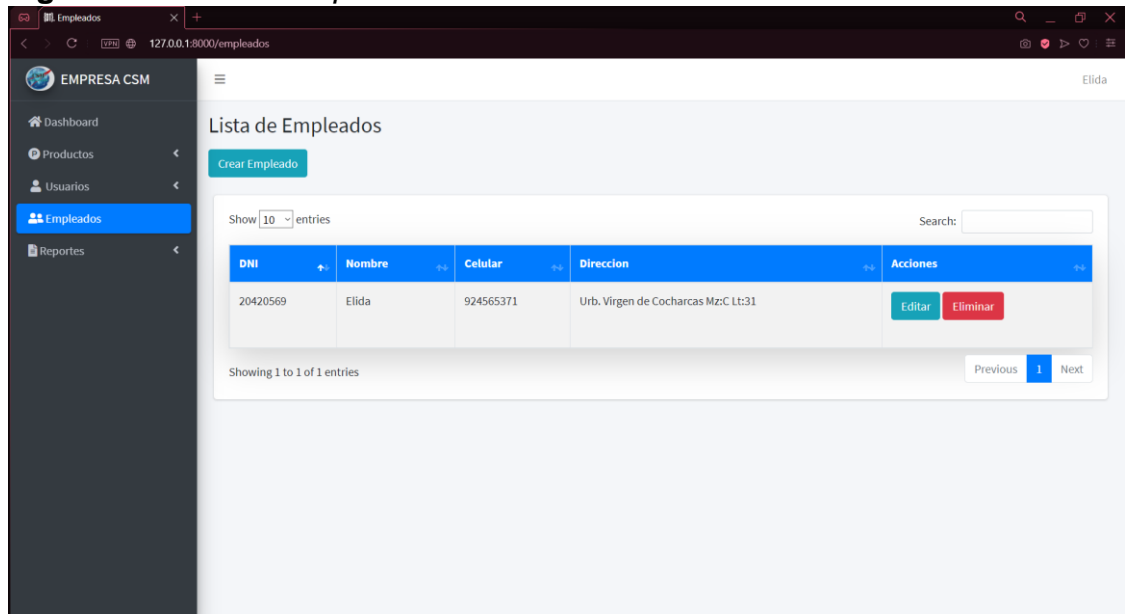 Empleados
VPN 127.0.0.1:8000/empleados
EMPRESA CSM
Elida
Dashboard
Productos
Usuarios
Empleados
Reportes
Lista de Empleados
Crear Empleado
Show 10 entries
Search:
DNI Nombre Celular Direccion Acciones
20420569 Elida 924565371 Urb. Virgen de Cocharcas Mz:C Lt:31 Editar Eliminar
Showing 1 to 1 of 1 entries
Previous 1 Next